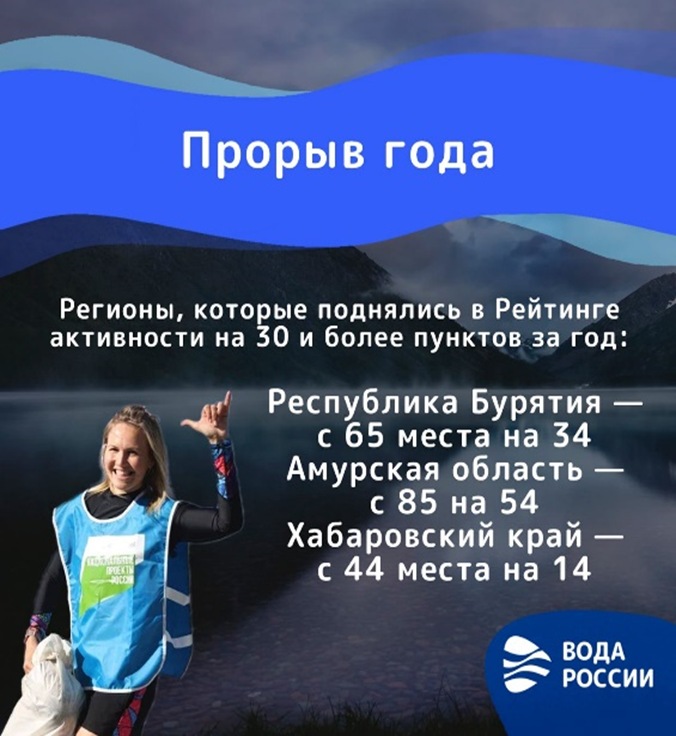 Прорыв года
Регионы, которые поднялись в Рейтинге
активности на 30 и более пунктов за год:
Республика Бурятия —
с 65 места на 34
Амурская область —
с 85 на 54
Хабаровский край —
с 44 места на 14
НАЦИОНАЛЬНЫЕ
ПРОЕКТЫ
РОССИИ
ВОДА
РОССИИ